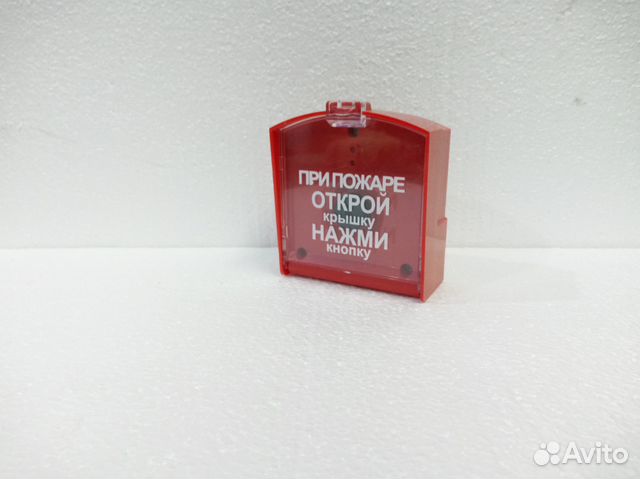 ПРИ ПОЖАРЕ
ОТКРОЙ
крышку
НАЖМИ
кнопку
Avito